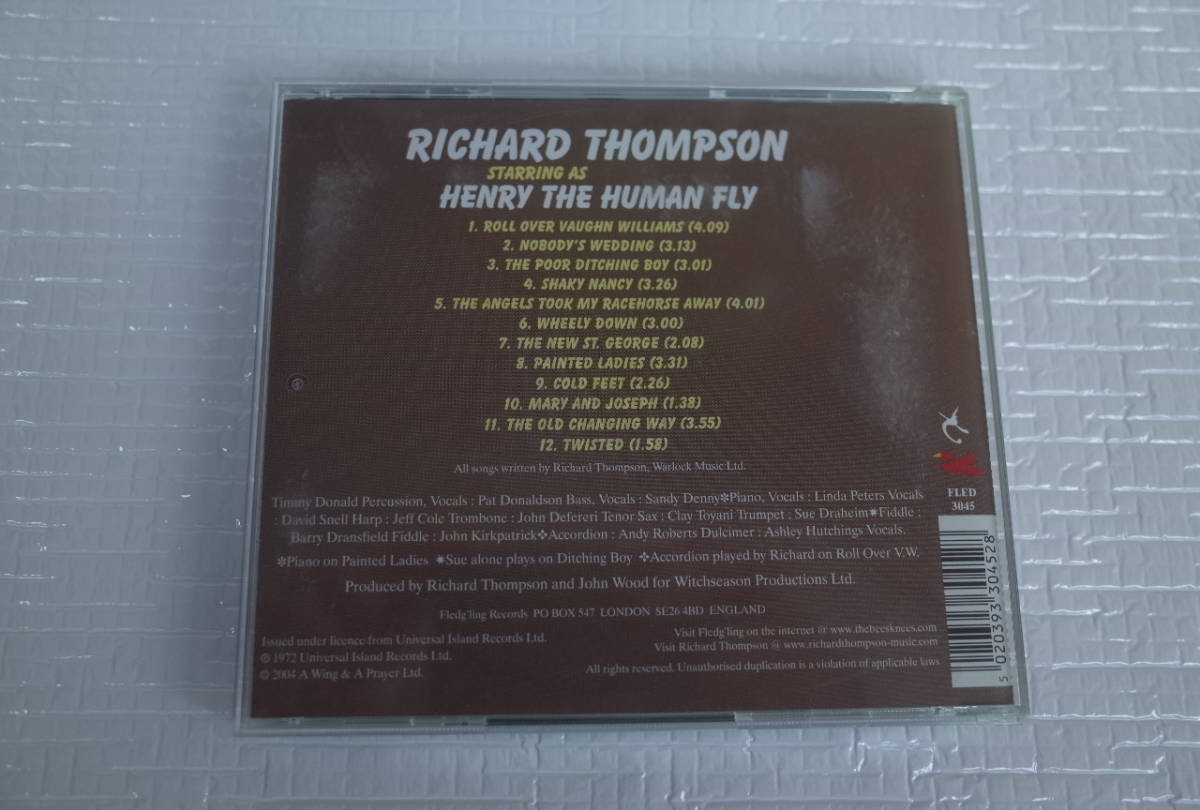 RICHARD THOMPSON
STARRING AS
HENRY THE HUMAN FLY
1. ROLL OVER VAUGHN WILLIAMS (4.09)
2. NOBODY'S WEDDING (3.13)
3. THE POOR DITCHING BOY (3.01)
4. SHAKY NANCY (3.26)
5. THE ANGELS TOOK MY RACEHORSE AWAY (4.01)
6. WHEELY DOWN (3.00)
7. THE NEW ST. GEORGE (2.08)
8. PAINTED LADIES (3.31)
9. COLD FEET (2.26)
10. MARY AND JOSEPH (1.38)
11. THE OLD CHANGING WAY (3.55)
12. TWISTED (1.58)
All songs written by Richard Thompson, Warlock Music Ltd.
Timmy Donald Percussion, Vocals : Pat Donaldson Bass, Vocals : Sandy Denny✽Piano, Vocals : Linda Peters Vocals
: David Snell Harp : Jeff Cole Trombone : John Defereri Tenor Sax : Clay Toyani Trumpet : Sue Draheim✷Fiddle :
Barry Dransfield Fiddle : John Kirkpatrick✤Accordion : Andy Roberts Dulcimer : Ashley Hutchings Vocals.
✽Piano on Painted Ladies ✷Sue alone plays on Ditching Boy ✤Accordion played by Richard on Roll Over V.W.
Produced by Richard Thompson and John Wood for Witchseason Productions Ltd.
Fledg'ling Records PO BOX 547 LONDON SE26 4BD ENGLAND
Issued under licence from Universal Island Records Ltd.
℗ 1972 Universal Island Records Ltd.
© 2004 A Wing & A Prayer Ltd.
Visit Fledg'ling on the internet @ www.thebeesknees.com
Visit Richard Thompson @ www.richardthompson-music.com
All rights reserved. Unauthorised duplication is a violation of applicable laws
FLED
3045
5 020393 304528